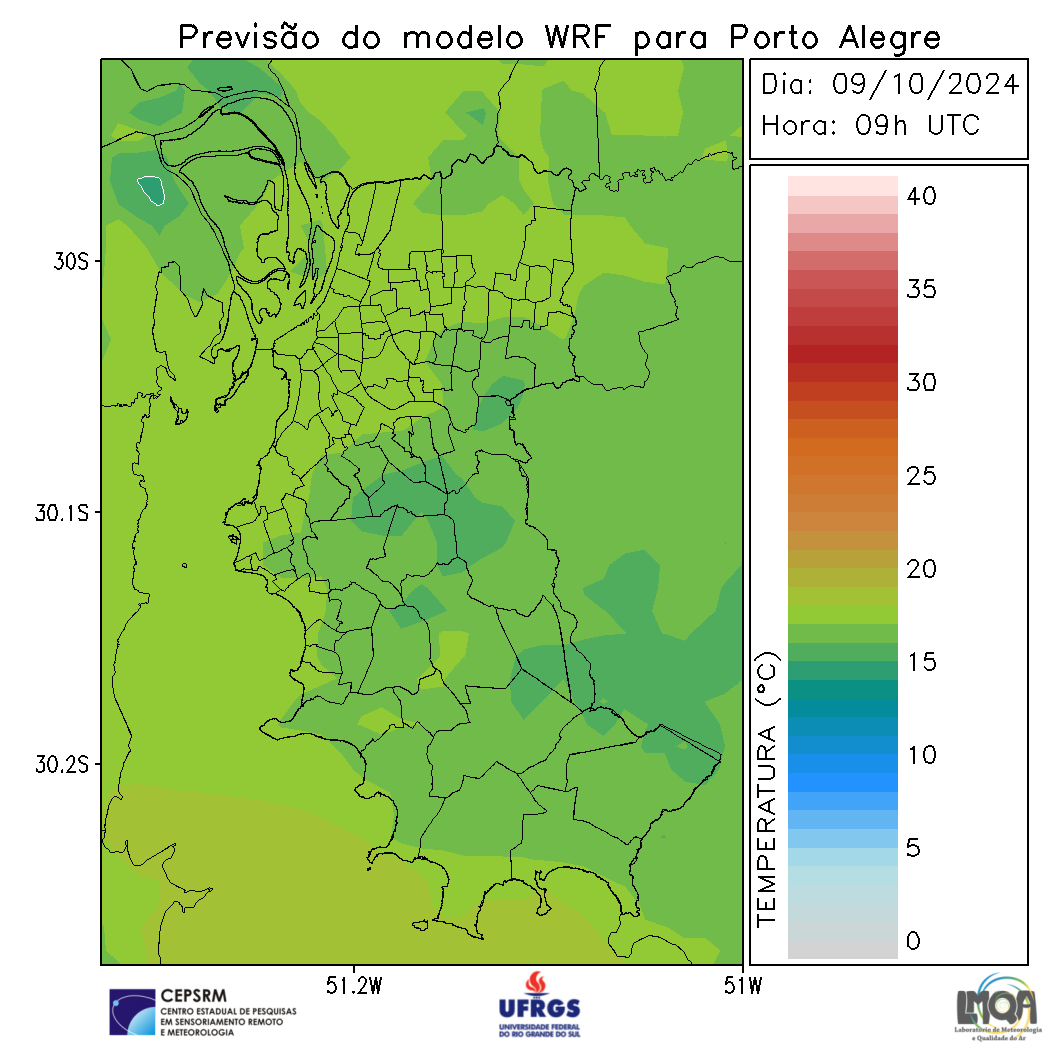 Previsão do modelo WRF para Porto Alegre
Dia: 09/10/2024
Hora: 09h UTC
30S
30.1S
30.2S
51.2W
51W
TEMPERATURA (°C)
40
35
30
25
20
15
10
5
0
CEPSRM
CENTRO ESTADUAL DE PESQUISAS
EM SENSORIAMENTO REMOTO
E METEOROLOGIA
UFRGS
UNIVERSIDADE FEDERAL
DO RIO GRANDE DO SUL
LMQA
Laboratório de Meteorologia
e Qualidade do Ar